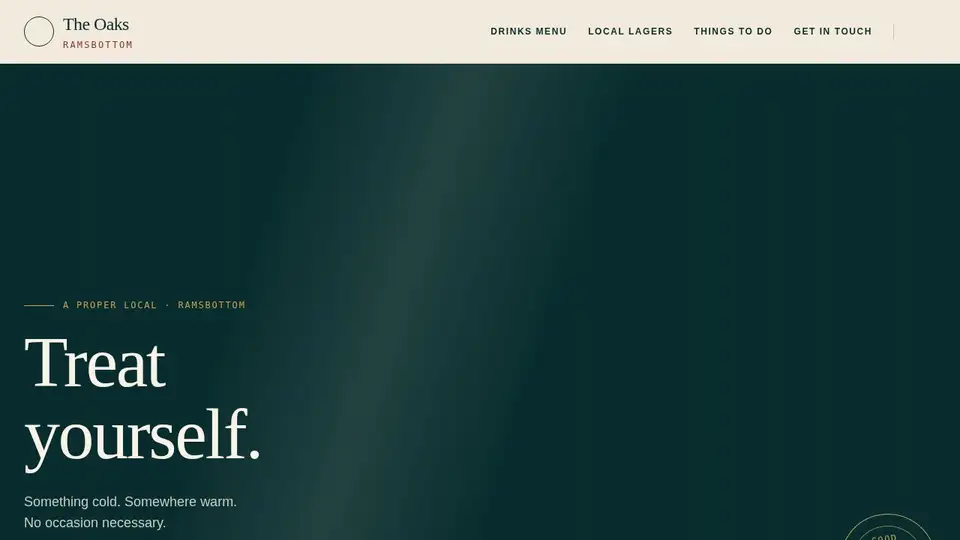 The Oaks
RAMSBOTTOM
DRINKS MENU LOCAL LAGERS THINGS TO DO GET IN TOUCH
A PROPER LOCAL · RAMSBOTTOM
Treat
yourself.
Something cold. Somewhere warm.
No occasion necessary.
GOOD